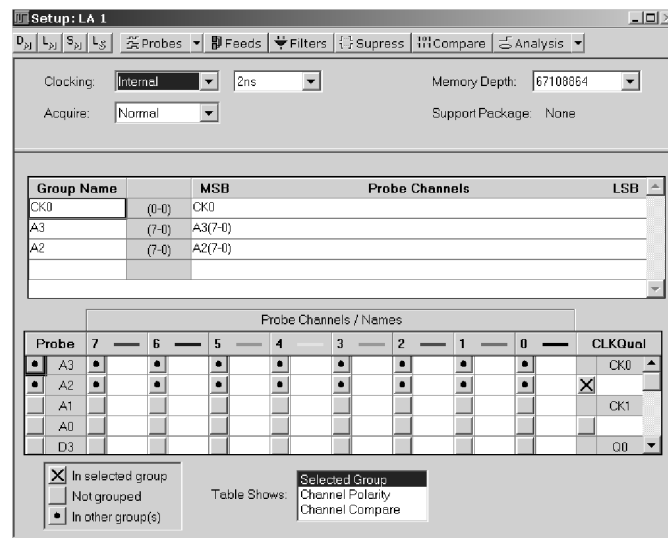 Setup: LA 1
Probes Feeds Filters Supress Compare Analysis
Clocking: Internal 2ns Memory Depth: 67108864
Acquire: Normal Support Package: None
Group Name MSB Probe Channels LSB
CK0 (0-0) CK0
A3 (7-0) A3(7-0)
A2 (7-0) A2(7-0)
Probe Channels / Names
Probe 7 6 5 4 3 2 1 0 CLKQual
A3 CK0
A2
A1 CK1
A0
D3 Q0
In selected group
Not grouped
In other group(s)
Table Shows: Selected Group
Channel Polarity
Channel Compare